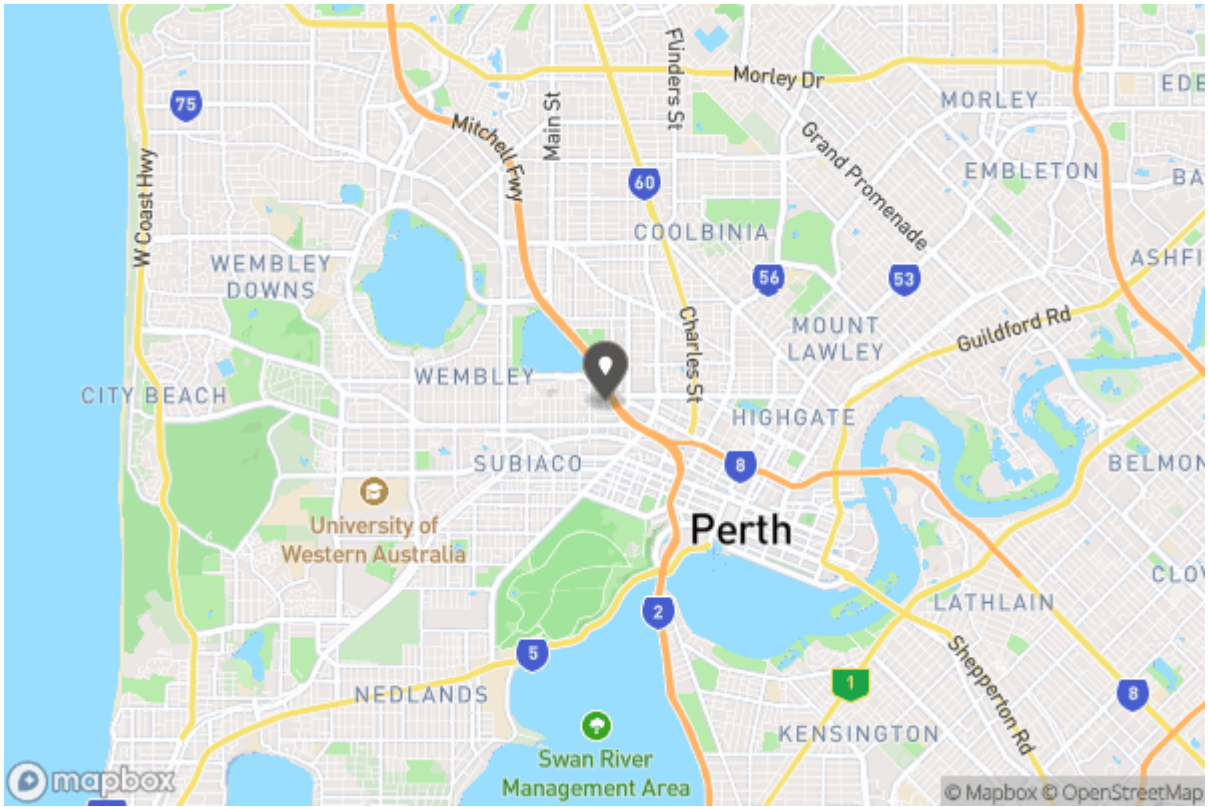 Flinders St
Morley Dr
EDE
75
Main St
MORLEY
Mitchell Fwy
Grand Promenade
EMBLETON
BA
60
W Coast Hwy
COOLBINIA
WEMBLEY
DOWNS
56
53
ASHFI
Charles St
MOUNT
LAWLEY
Guildford Rd
WEMBLEY
CITY BEACH
HIGHGATE
SUBIACO
8
BELMON
University of
Western Australia
Perth
CLOV
2
LATHLAIN
5
Shepperton Rd
NEDLANDS
1
8
KENSINGTON
Swan River
Management Area
mapbox
© Mapbox © OpenStreetMap